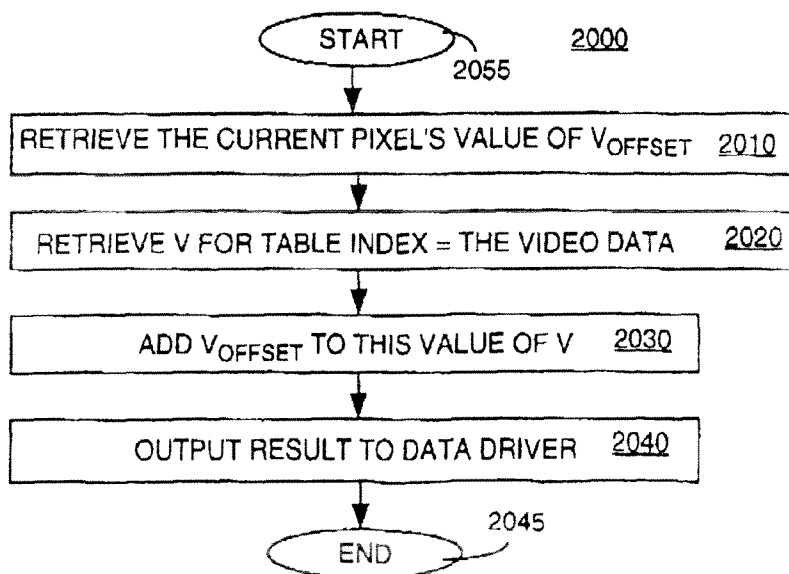 START
2000
2055
RETRIEVE THE CURRENT PIXEL'S VALUE OF VOFFSET 2010
RETRIEVE V FOR TABLE INDEX = THE VIDEO DATA 2020
ADD VOFFSET TO THIS VALUE OF V 2030
OUTPUT RESULT TO DATA DRIVER 2040
2045
END